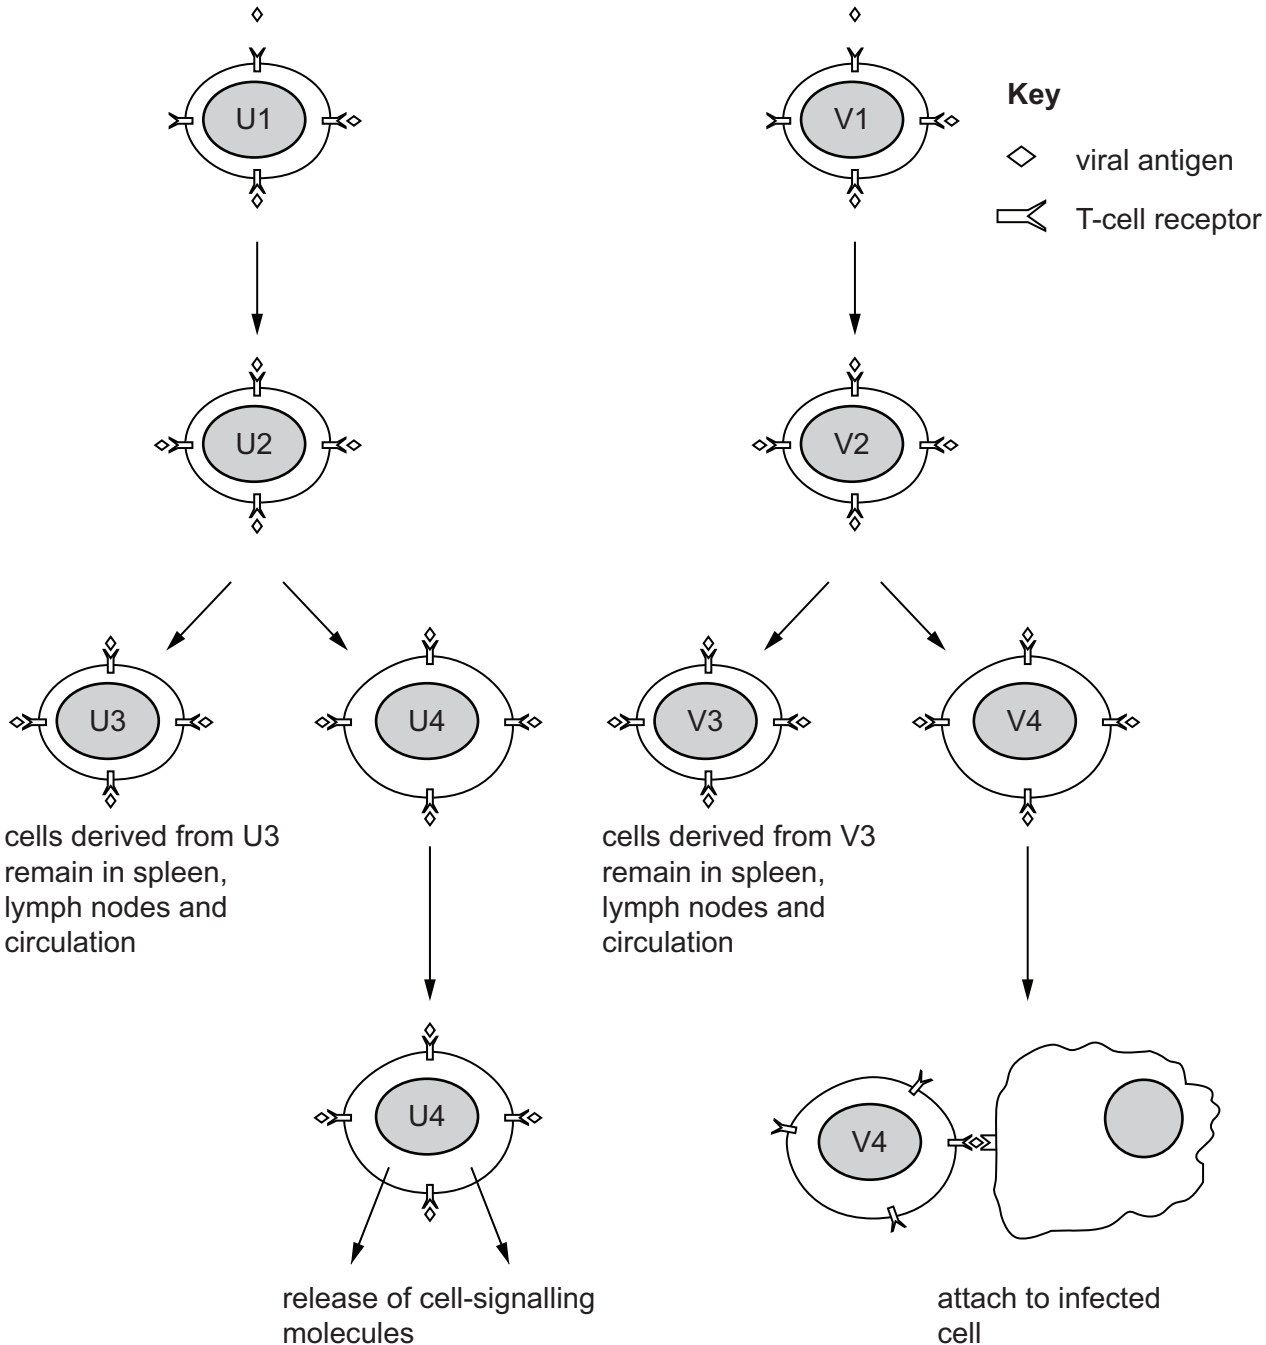 U1
V1
Key
viral antigen
T-cell receptor
U2
V2
U3
U4
V3
V4
cells derived from U3
remain in spleen,
lymph nodes and
circulation
cells derived from V3
remain in spleen,
lymph nodes and
circulation
U4
V4
release of cell-signalling
molecules
attach to infected
cell